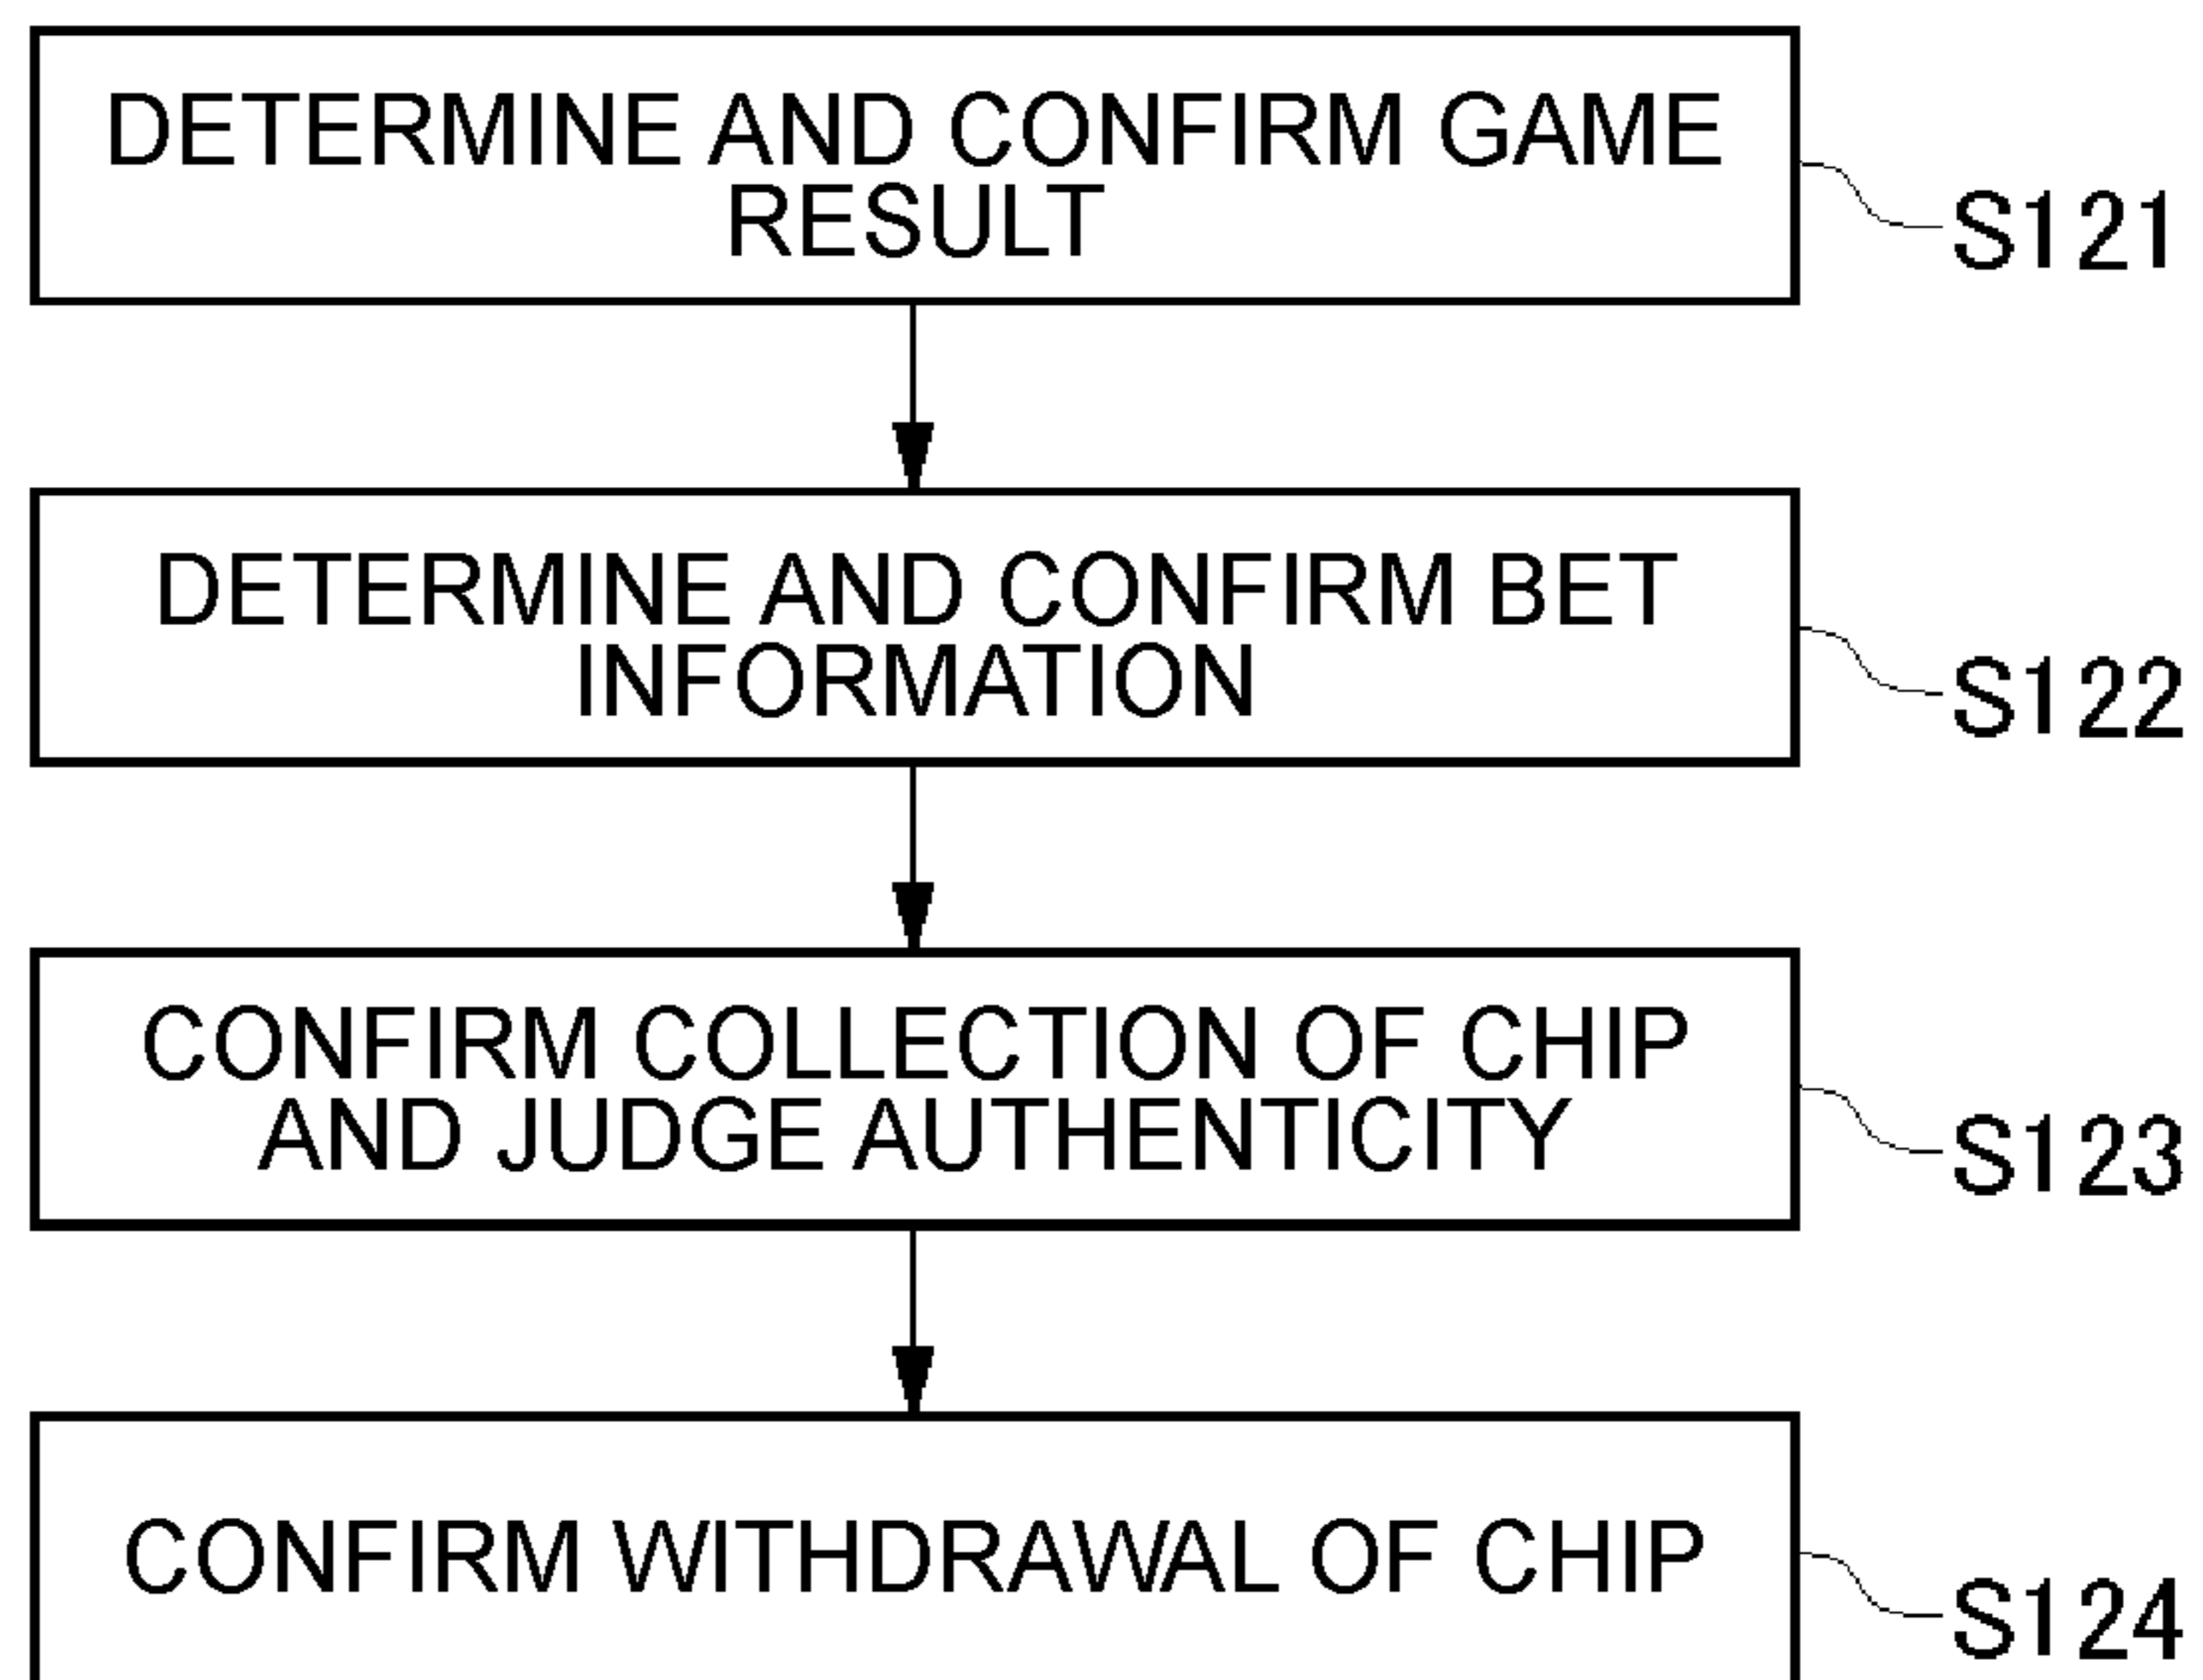 DETERMINE AND CONFIRM GAME
RESULT
S121
DETERMINE AND CONFIRM BET
INFORMATION
S122
CONFIRM COLLECTION OF CHIP
AND JUDGE AUTHENTICITY
S123
CONFIRM WITHDRAWAL OF CHIP
S124